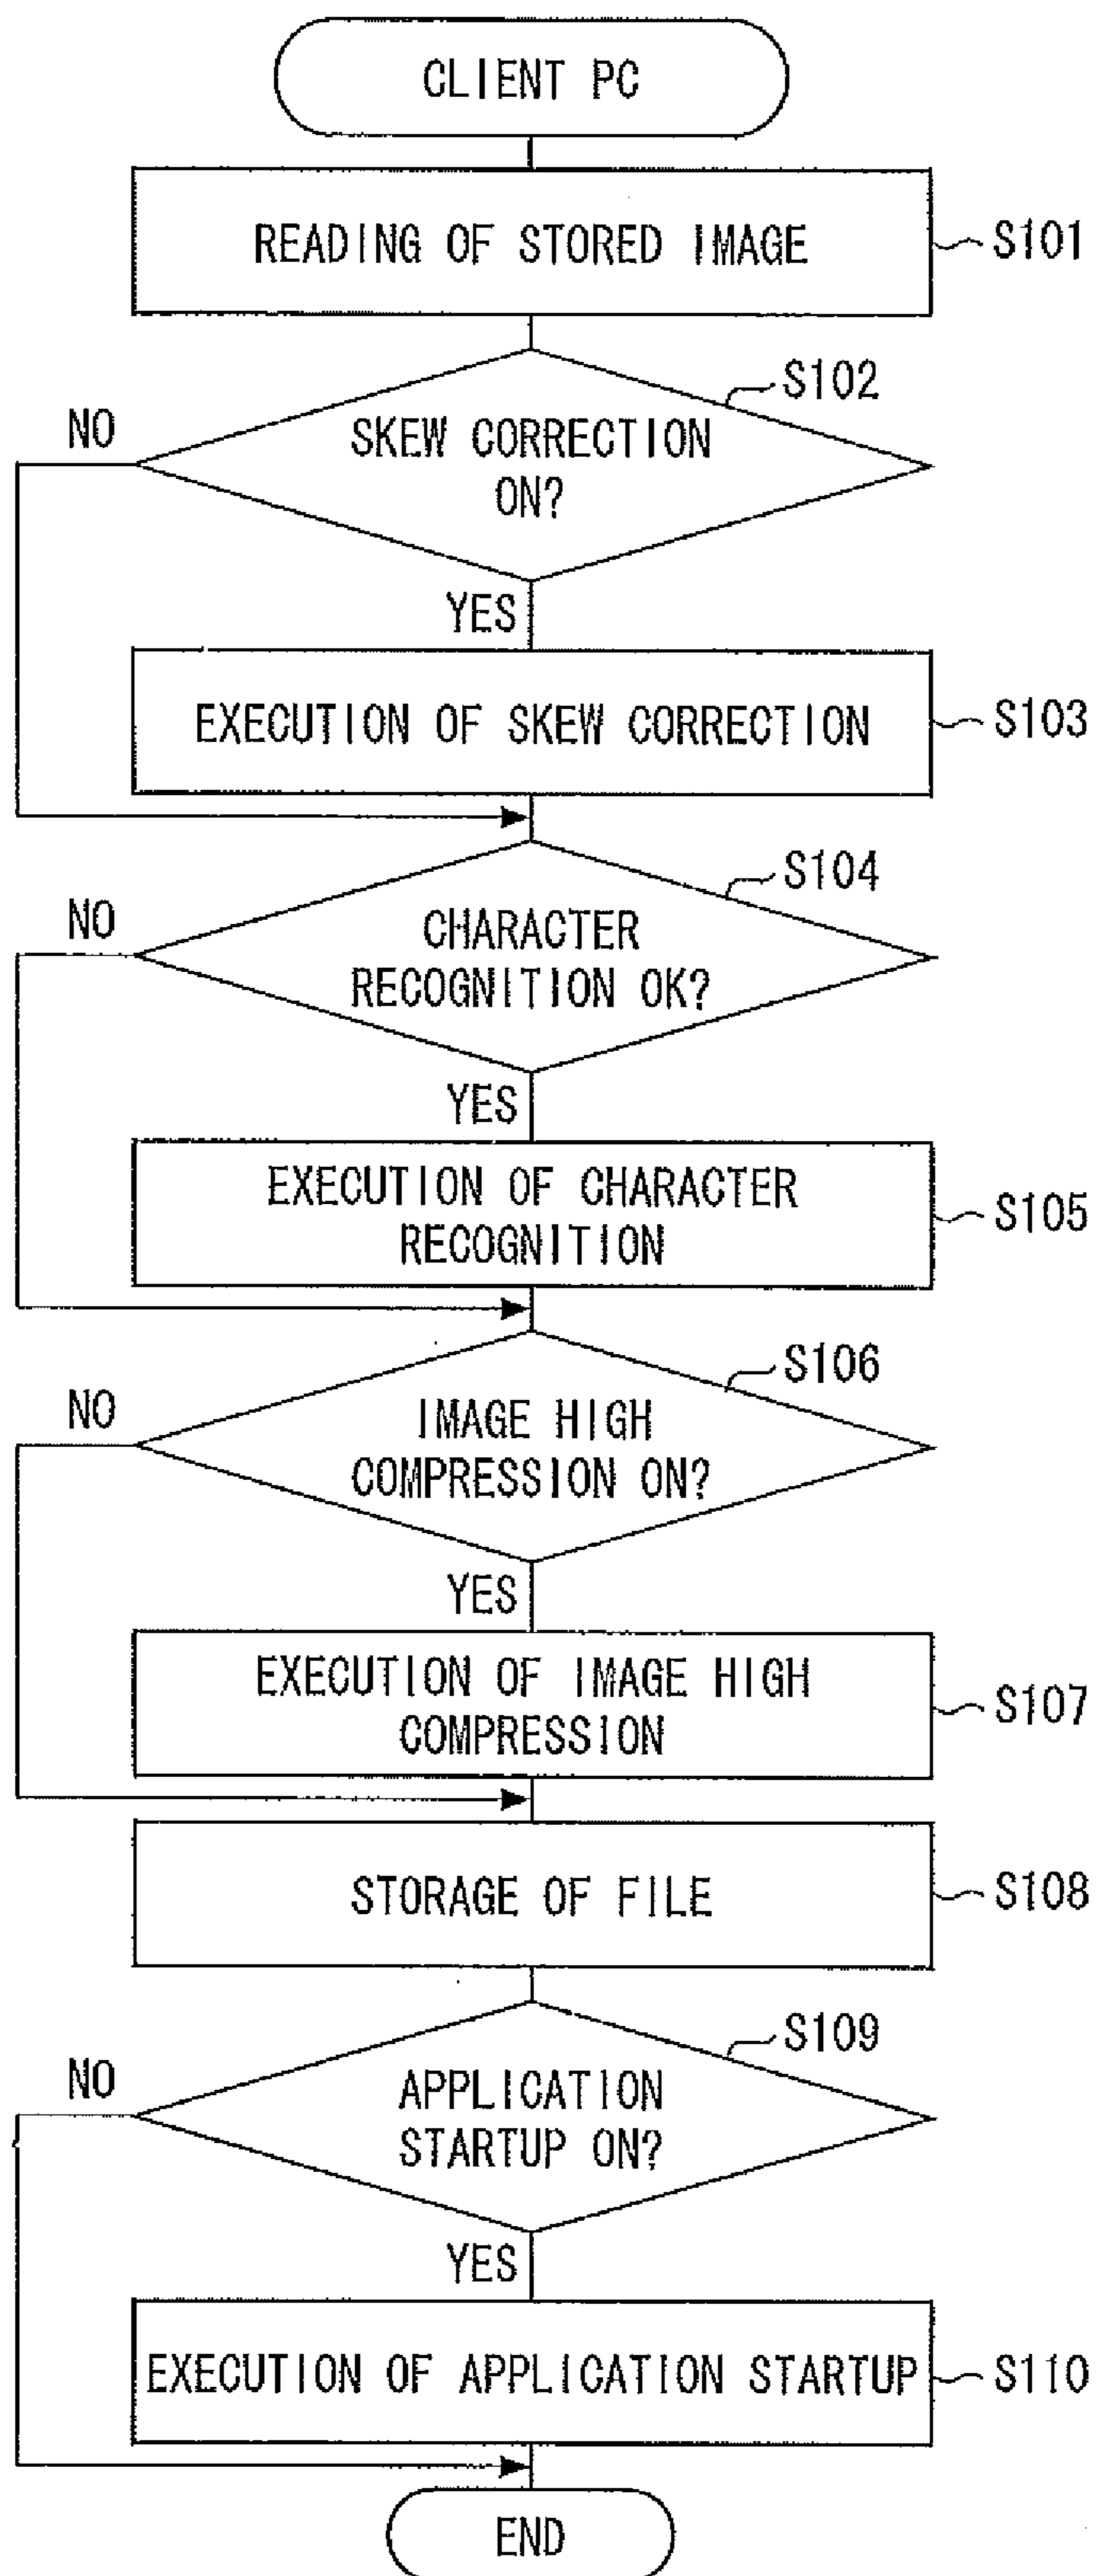 CLIENT PC
READING OF STORED IMAGE
S101
S102
NO
SKEW CORRECTION
ON?
YES
EXECUTION OF SKEW CORRECTION
S103
S104
NO
CHARACTER
RECOGNITION OK?
YES
EXECUTION OF CHARACTER
RECOGNITION
S105
S106
NO
IMAGE HIGH
COMPRESSION ON?
YES
EXECUTION OF IMAGE HIGH
COMPRESSION
S107
STORAGE OF FILE
S108
S109
NO
APPLICATION
STARTUP ON?
YES
EXECUTION OF APPLICATION STARTUP
S110
END